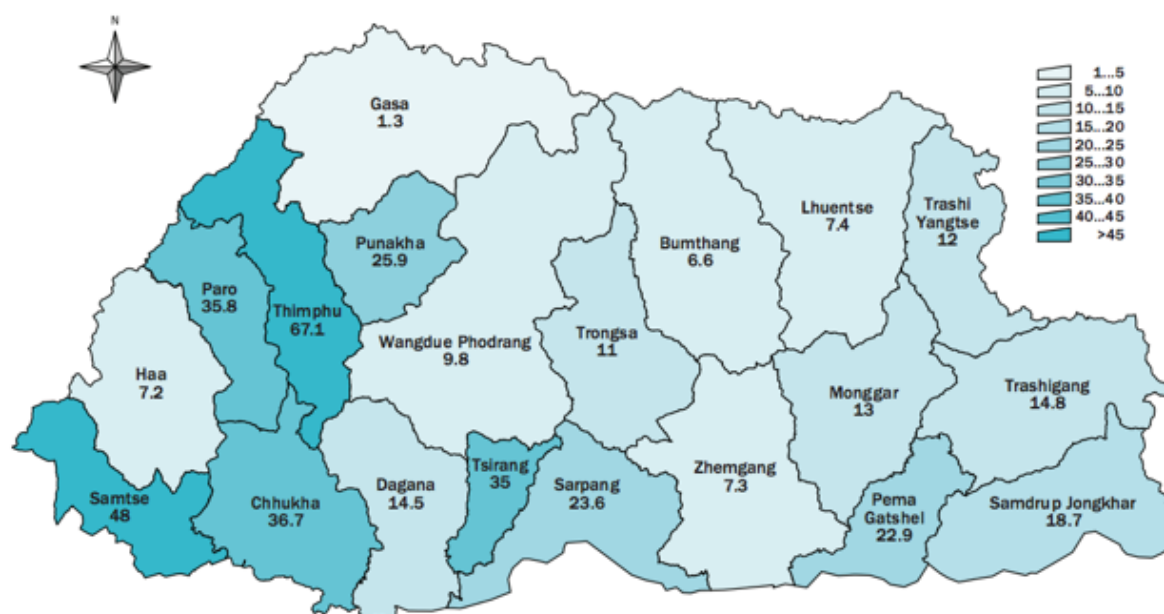 N
Gasa
1.3
Punakha
25.9
Paro
35.8
Thimphu
67.1
Haa
7.2
Wangdue Phodrang
9.8
Trongsa
11
Bumthang
6.6
Lhuentse
7.4
Trashi
Yangtse
12
Samtse
48
Chhukha
36.7
Dagana
14.5
Tsirang
35
Sarpang
23.6
Zhemgang
7.3
Monggar
13
Trashigang
14.8
Pema
Gatshel
22.9
Samdrup Jongkhar
18.7
1...5
5...10
10...15
15...20
20...25
25...30
30...35
35...40
40...45
>45